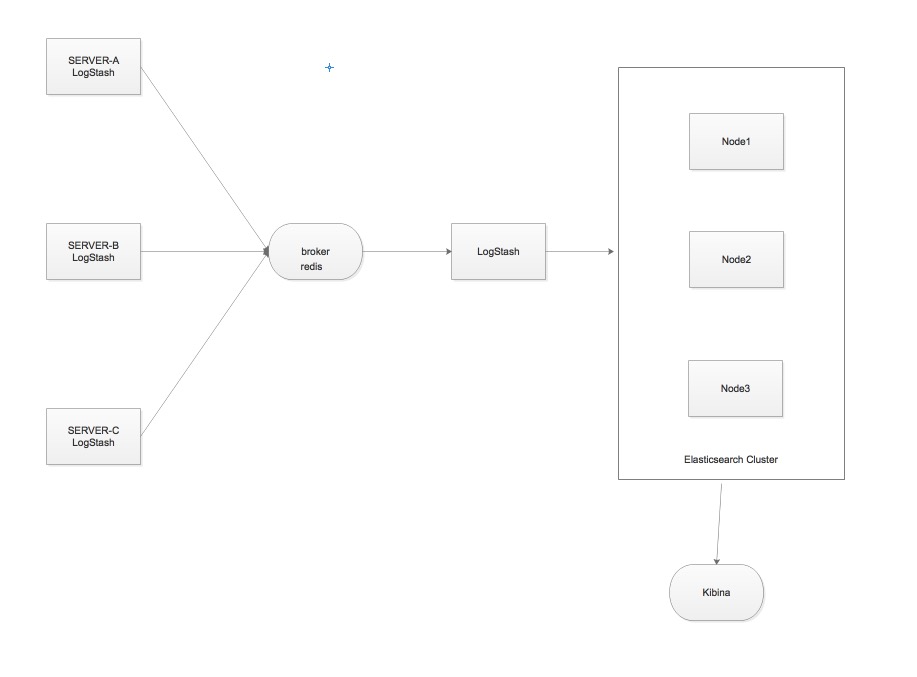 SERVER-A
LogStash
Node1
SERVER-B
LogStash
broker
redis
LogStash
Node2
Node3
SERVER-C
LogStash
Elasticsearch Cluster
Kibina